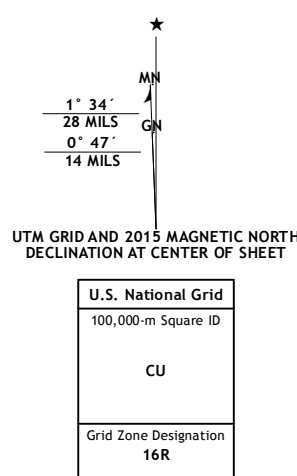 MN
1° 34´
28 MILS
GN
0° 47´
14 MILS
UTM GRID AND 2015 MAGNETIC NORTH
DECLINATION AT CENTER OF SHEET
U.S. National Grid
100,000-m Square ID
CU
Grid Zone Designation
16R